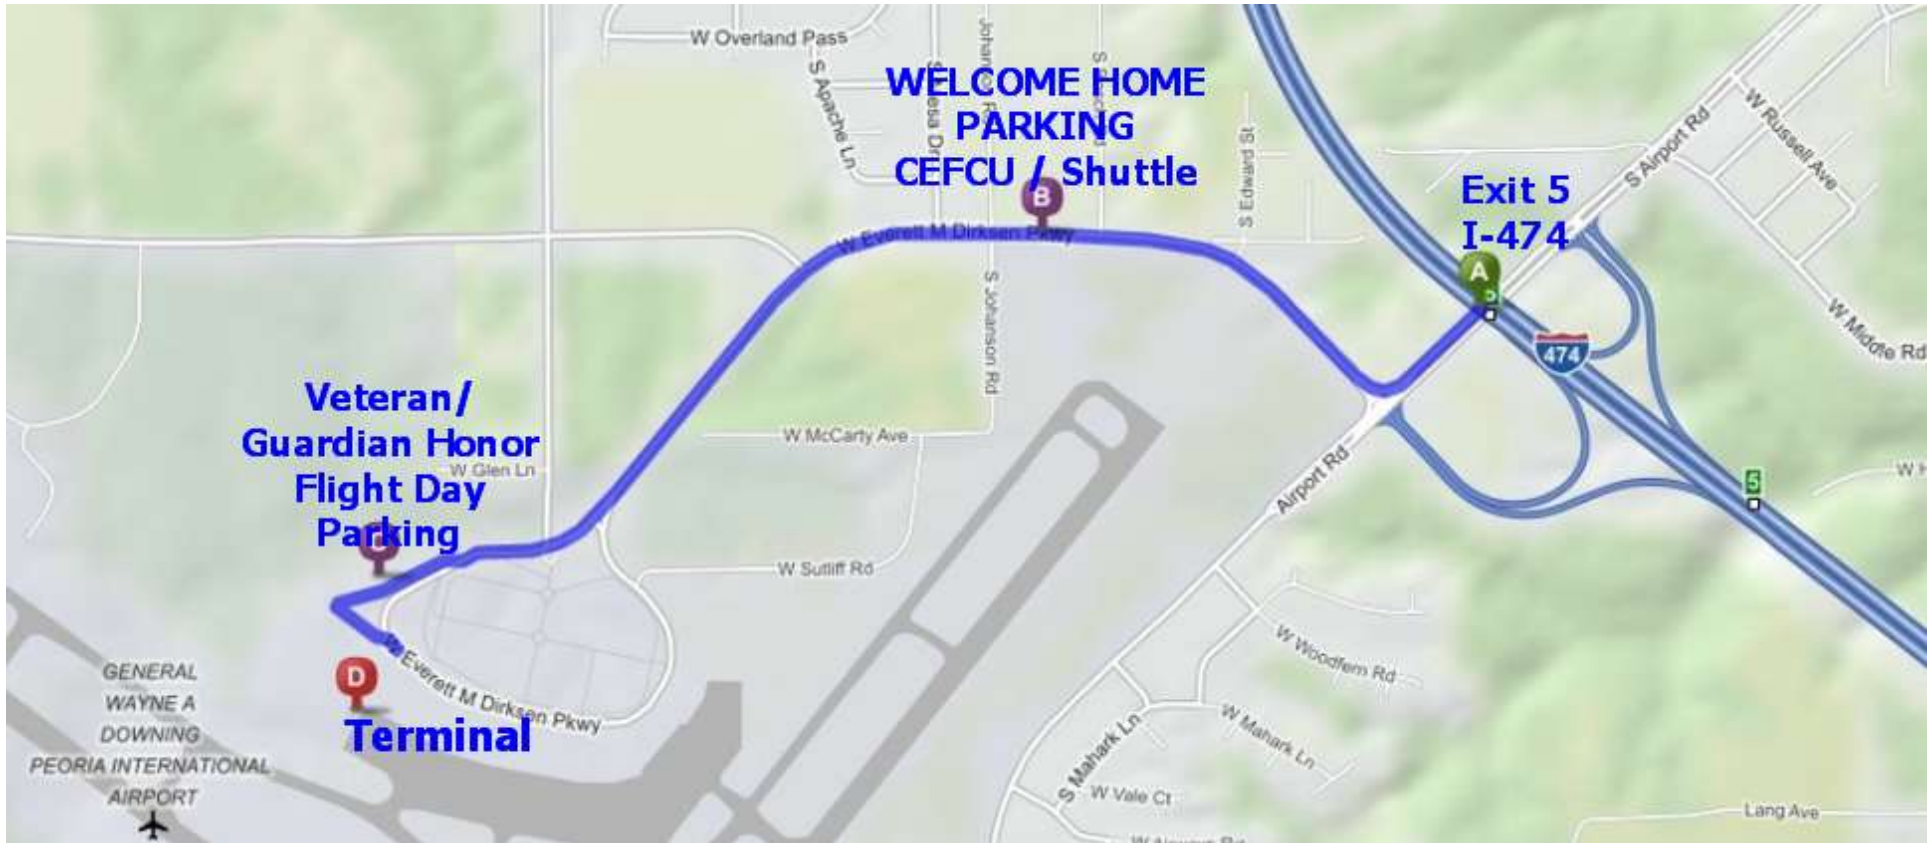 W Overland Pass
S Apache Ln
WELCOME HOME
PARKING
CEFCU / Shuttle
B
S Edward St
W Everett M Dirksen Pkwy
S Johanson Rd
S Airport Rd
W Russell Ave
Exit 5
I-474
A
5
474
W Middle Rd
5
Veteran/
Guardian Honor
Flight Day
Parking
W Glen Ln
W McCarty Ave
Airport Rd
W Sutliff Rd
D
Terminal
W Everett M Dirksen Pkwy
GENERAL
WAYNE A
DOWNING
PEORIA INTERNATIONAL
AIRPORT
W Woodfern Rd
W Mahark Ln
S Mahark Ln
W Vale Ct
Lang Ave